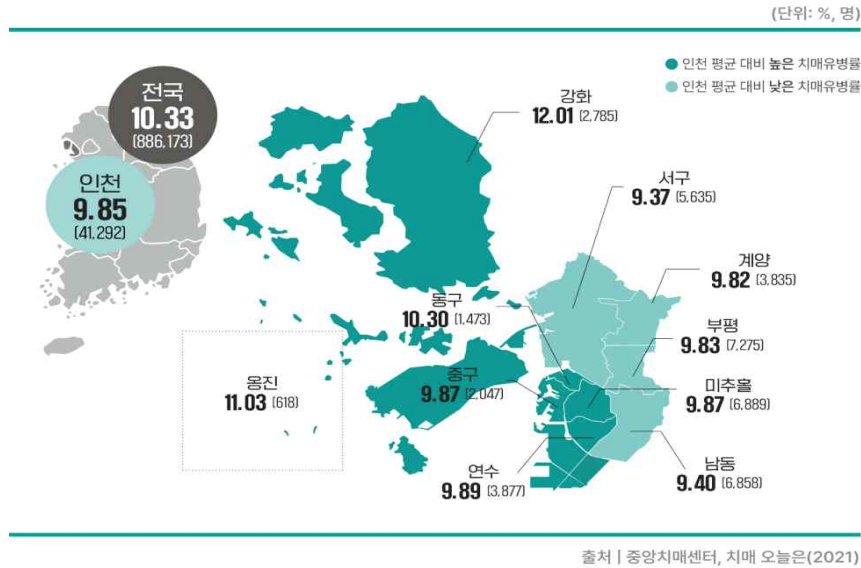 (단위: %, 명)
인천 평균 대비 높은 치매유병률
인천 평균 대비 낮은 치매유병률
전국
10.33
(886,173)
인천
9.85
(41,292)
강화
12.01 (2,785)
서구
9.37 (5,635)
계양
9.82 (3,835)
동구
10.30 (1,473)
부평
9.83 (7,275)
옹진
11.03 (618)
중구
9.87 (2,047)
미추홀
9.87 (6,889)
연수
9.89 (3,877)
남동
9.40 (6,858)
출처 | 중앙치매센터, 치매 오늘은(2021)